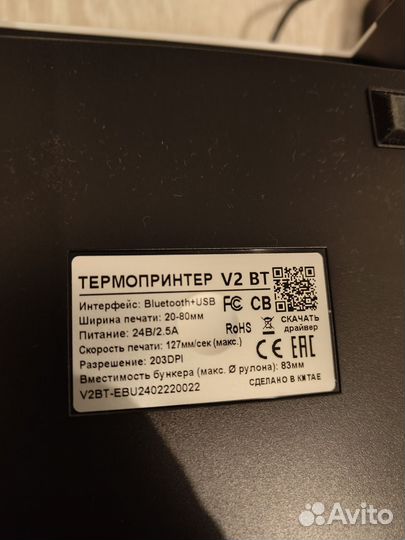 ТЕРМОПРИНТЕР V2 BT
Интерфейс: Bluetooth+USB
Ширина печати: 20-80мм
Питание: 24В/2.5А
Скорость печати: 127мм/сек (макс.)
Разрешение: 203DPI
Вместимость бункера (макс. Ø рулона): 83мм
V2BT-EBU2402220022
FC CB
RoHS
СКАЧАТЬ
драйвер
CE EAC
СДЕЛАНО В КИТАЕ
Avito